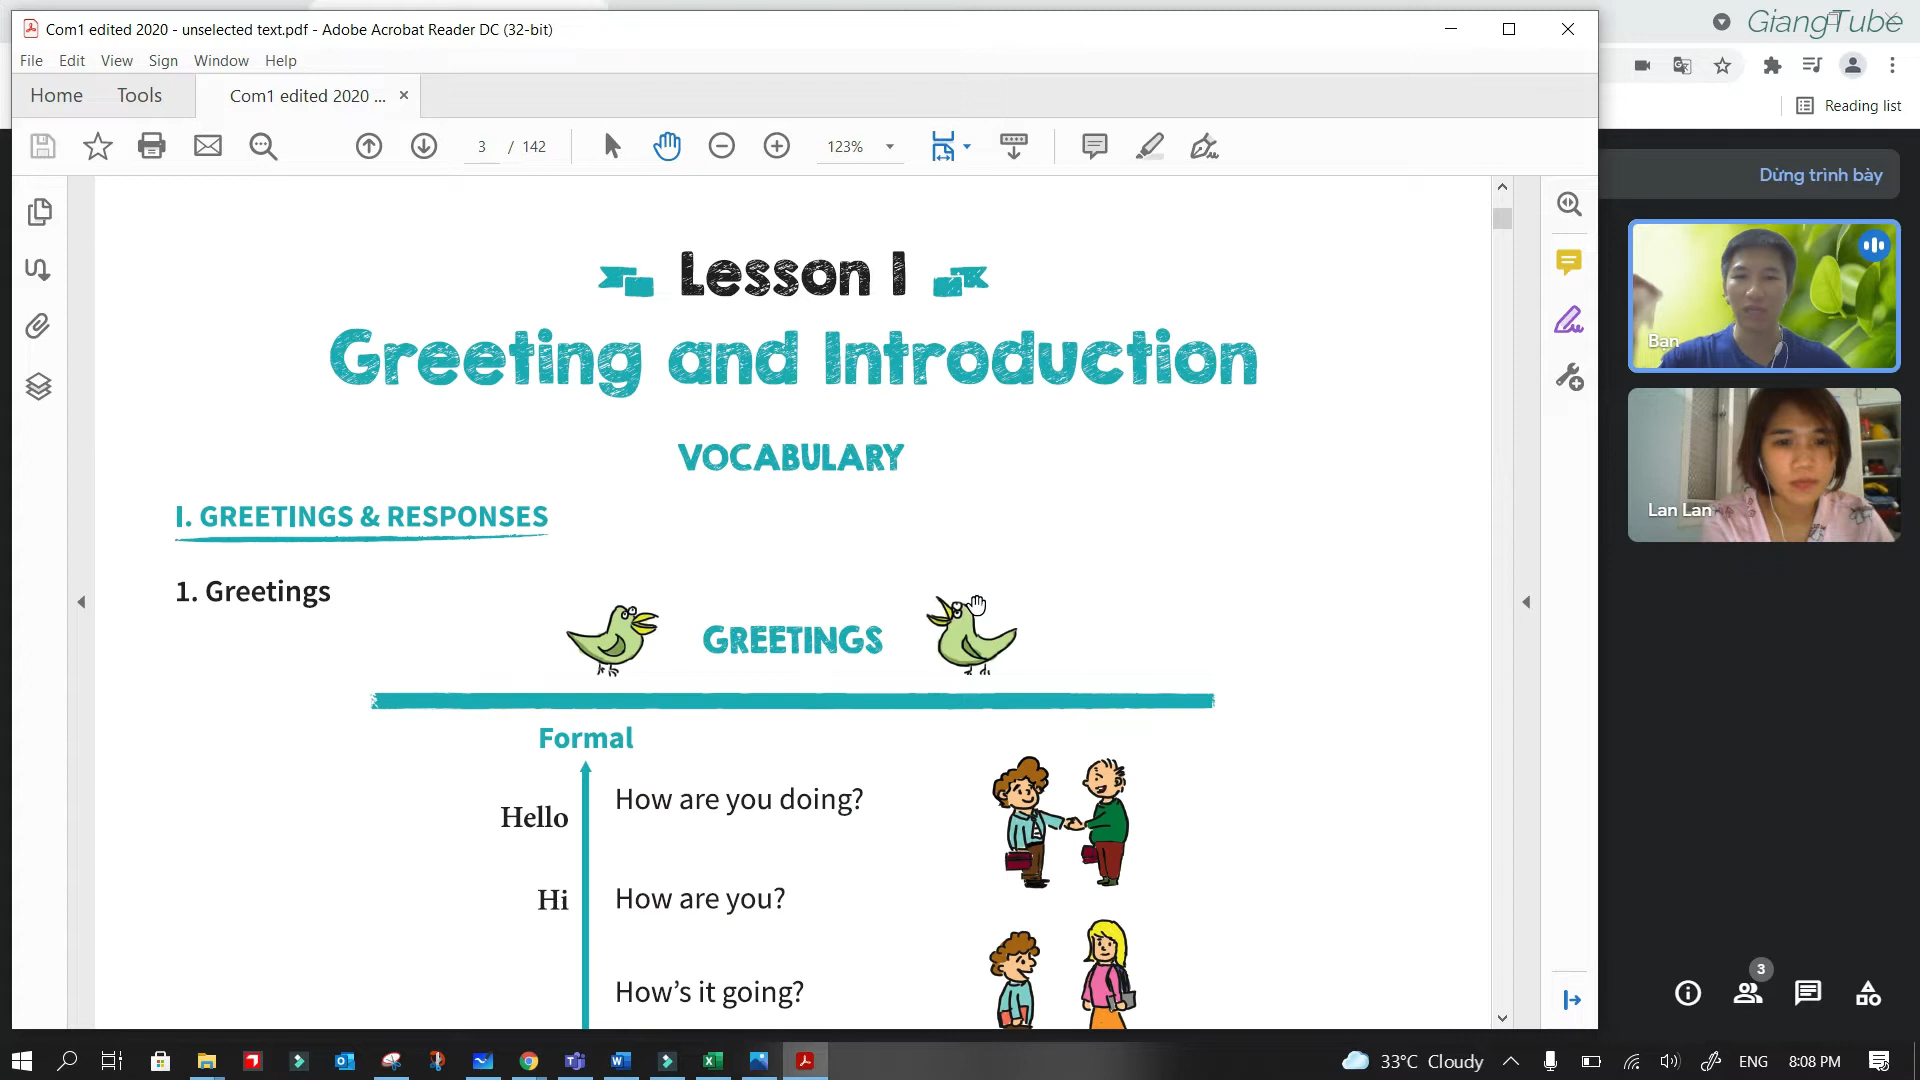 Com1 edited 2020 - unselected text.pdf - Adobe Acrobat Reader DC (32-bit)
GiangTube
File Edit View Sign Window Help
Home Tools Com1 edited 2020 ...
Reading list
3 / 142 123%
Dừng trình bày
Lesson 1
Greeting and Introduction
VOCABULARY
I. GREETINGS & RESPONSES
1. Greetings
GREETINGS
Formal
Hello How are you doing?
Hi How are you?
How's it going?
Bạn
Lan Lan
3
33°C Cloudy ENG 8:08 PM